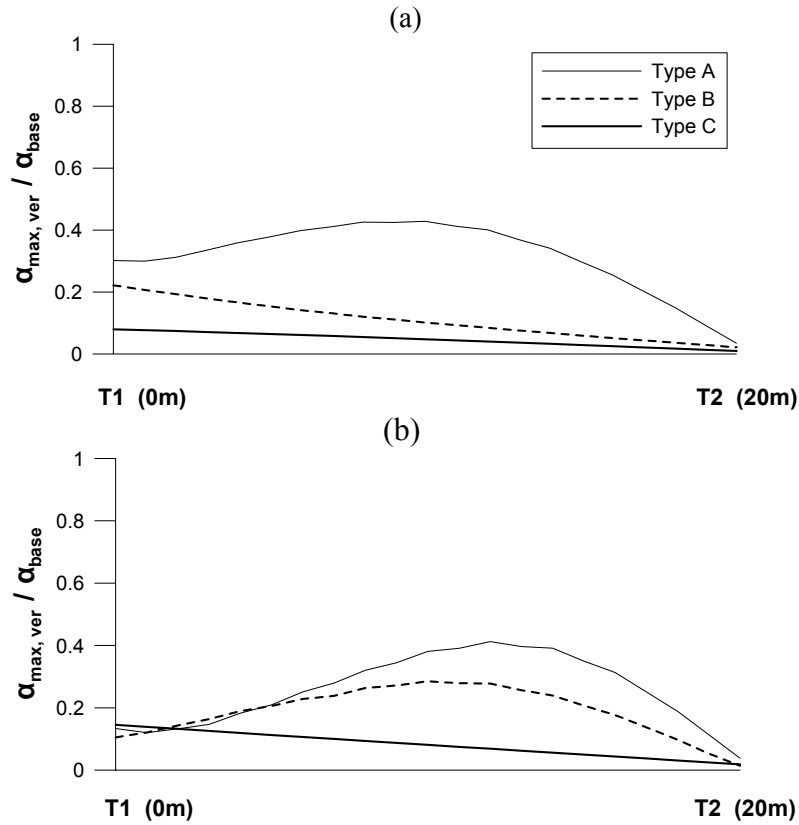 (a)
1
0.8
0.6
0.4
0.2
0
αmax, ver / αbase
Type A
Type B
Type C
T1 (0m)
T2 (20m)
(b)
1
0.8
0.6
0.4
0.2
0
αmax, ver / αbase
T1 (0m)
T2 (20m)